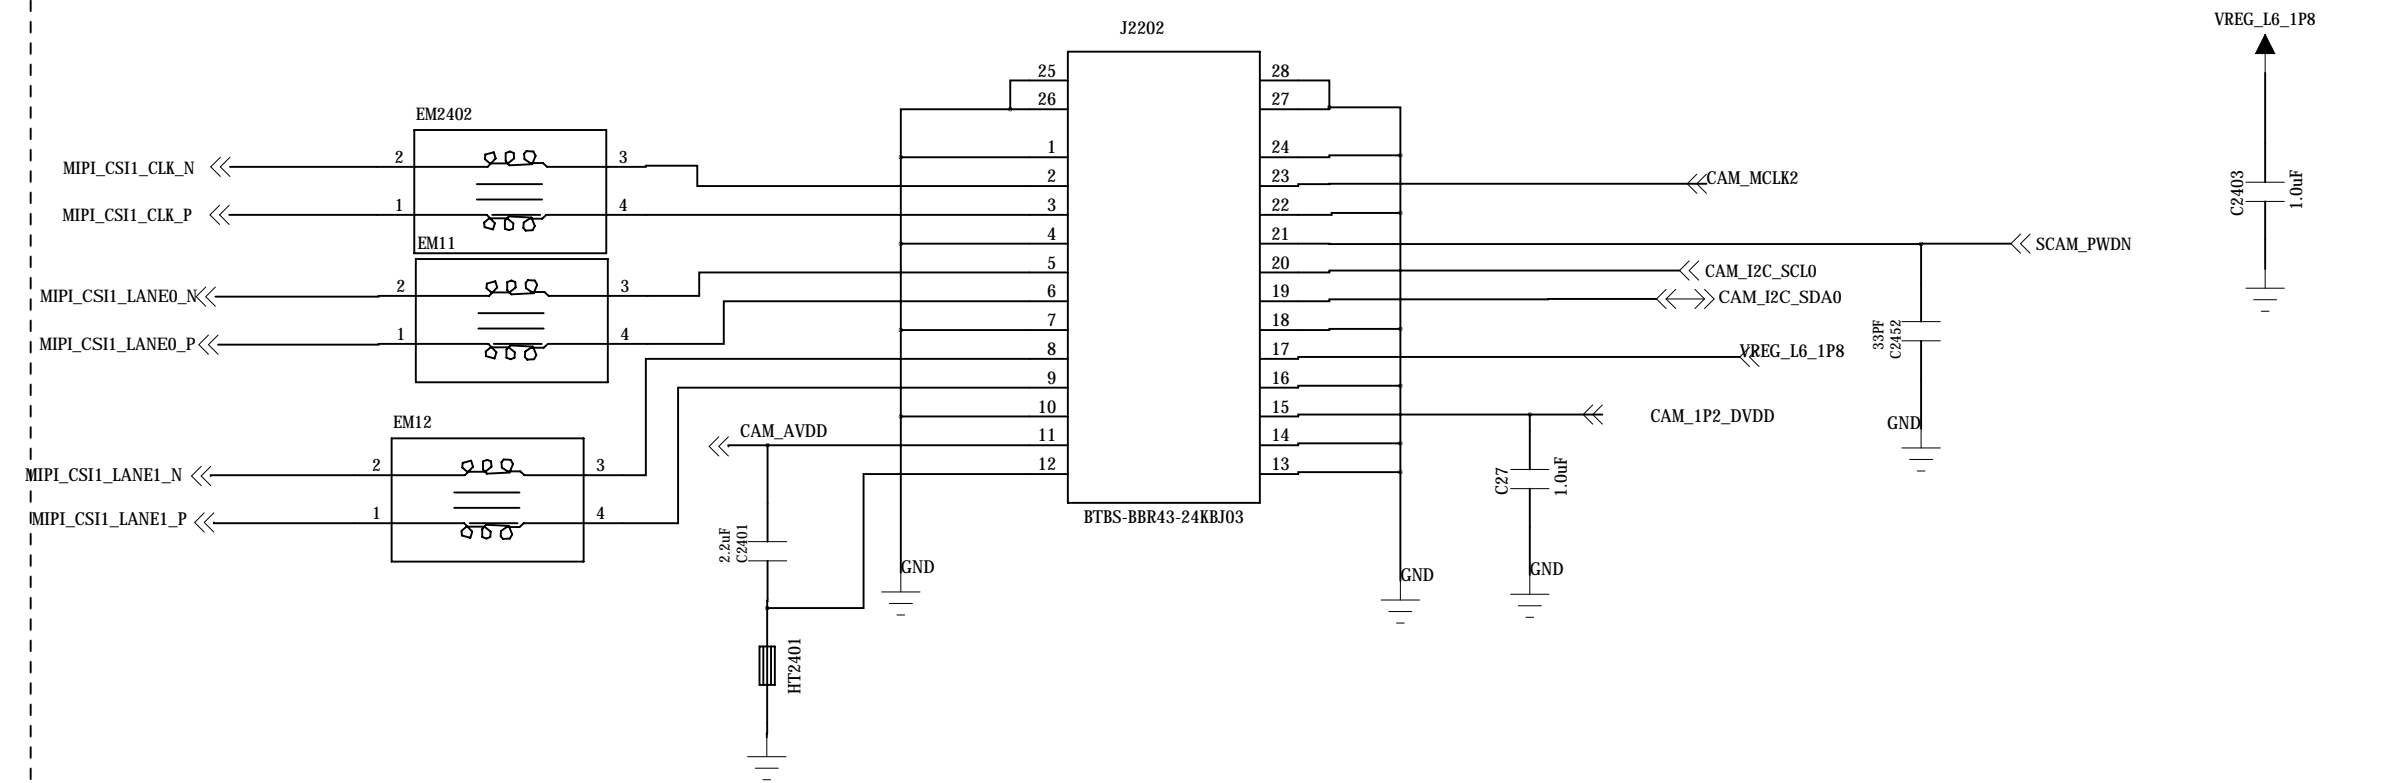 J2202
VREG_L6_1P8
25
28
26
27
EM2402
1
24
MIPI_CSI1_CLK_N
2
3
2
23
CAM_MCLK2
C2403
1.0uF
MIPI_CSI1_CLK_P
1
4
3
22
EM11
4
21
SCAM_PWDN
5
20
CAM_I2C_SCL0
MIPI_CSI1_LANE0_N
2
3
6
19
CAM_I2C_SDA0
7
18
33PF
C2452
MIPI_CSI1_LANE0_P
1
4
8
17
VREG_L6_1P8
9
16
10
15
CAM_1P2_DVDD
EM12
GND
CAM_AVDD
11
14
MIPI_CSI1_LANE1_N
2
3
12
13
C27
1.0uF
MIPI_CSI1_LANE1_P
1
4
BTBS-BBR43-24KBJ03
2.2uF
C2401
GND
GND
GND
HT2401